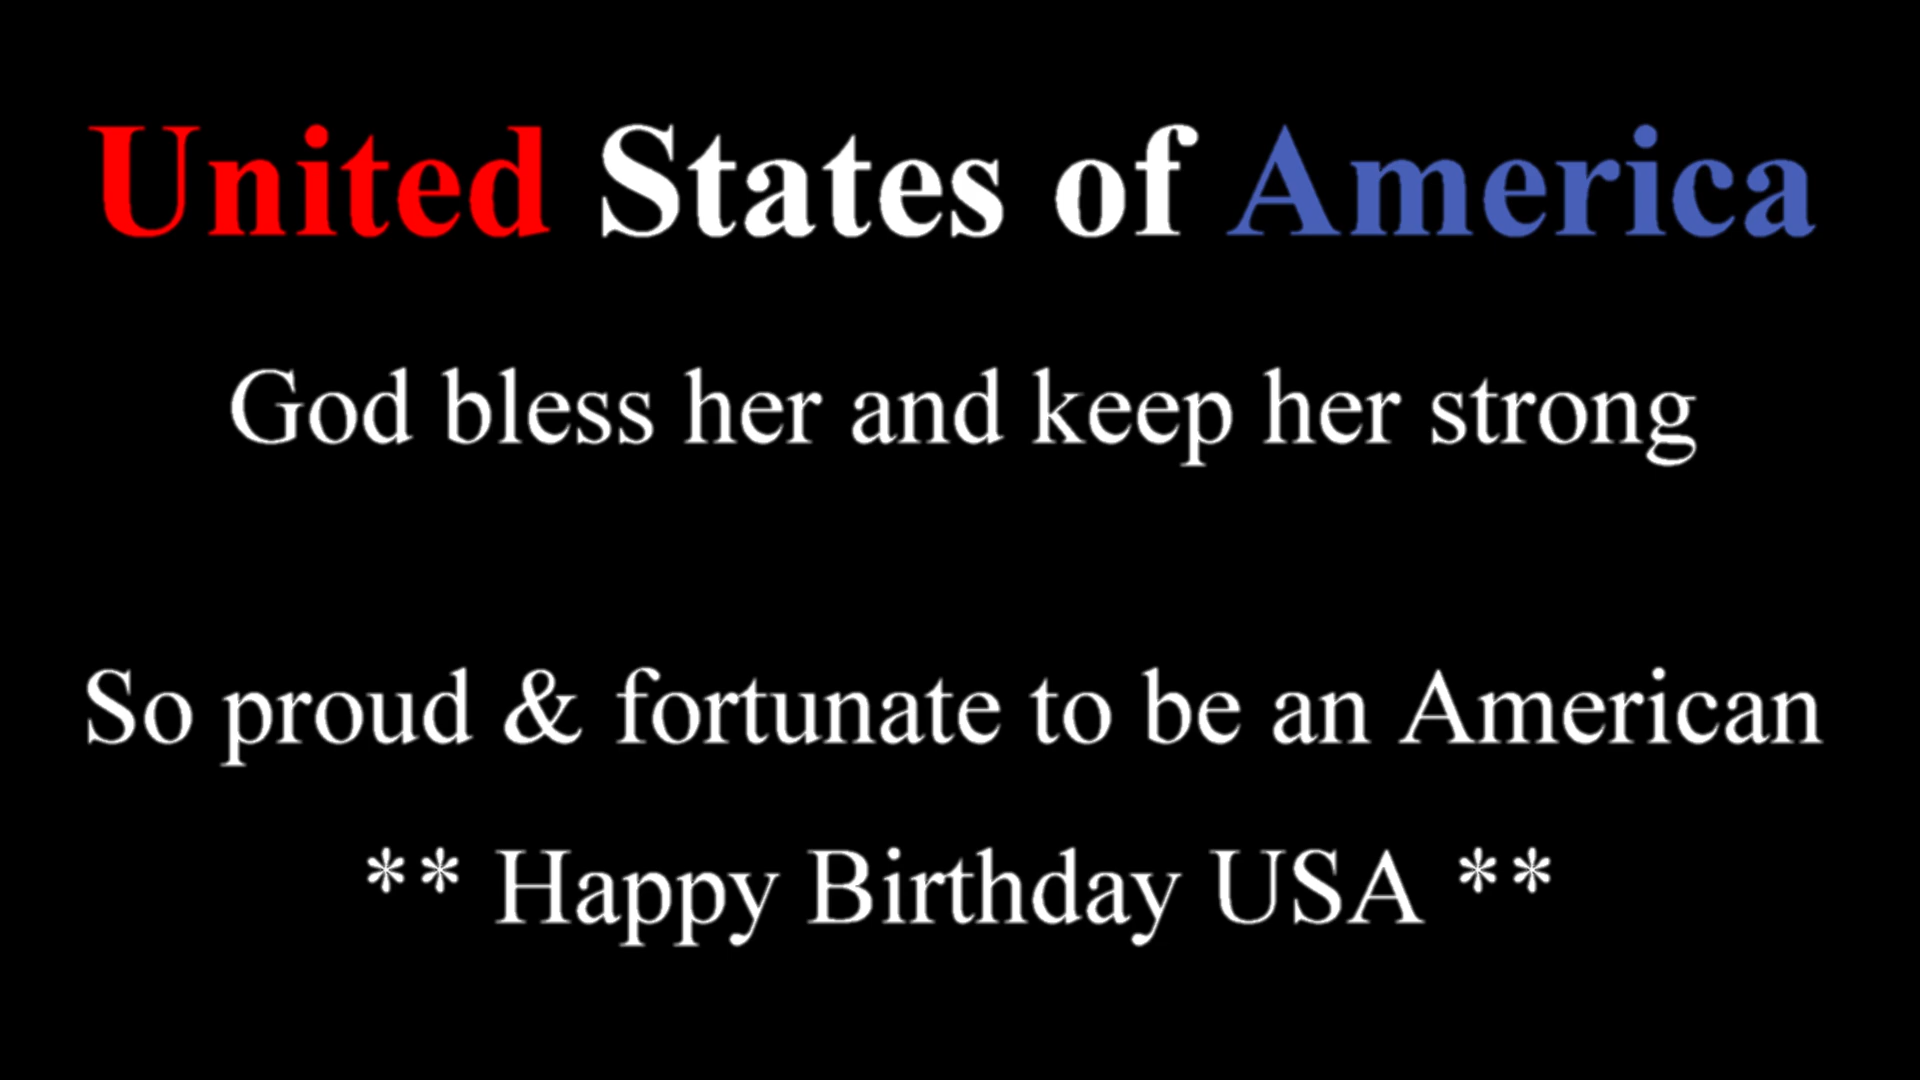 United States of America
God bless her and keep her strong
So proud & fortunate to be an American
** Happy Birthday USA **